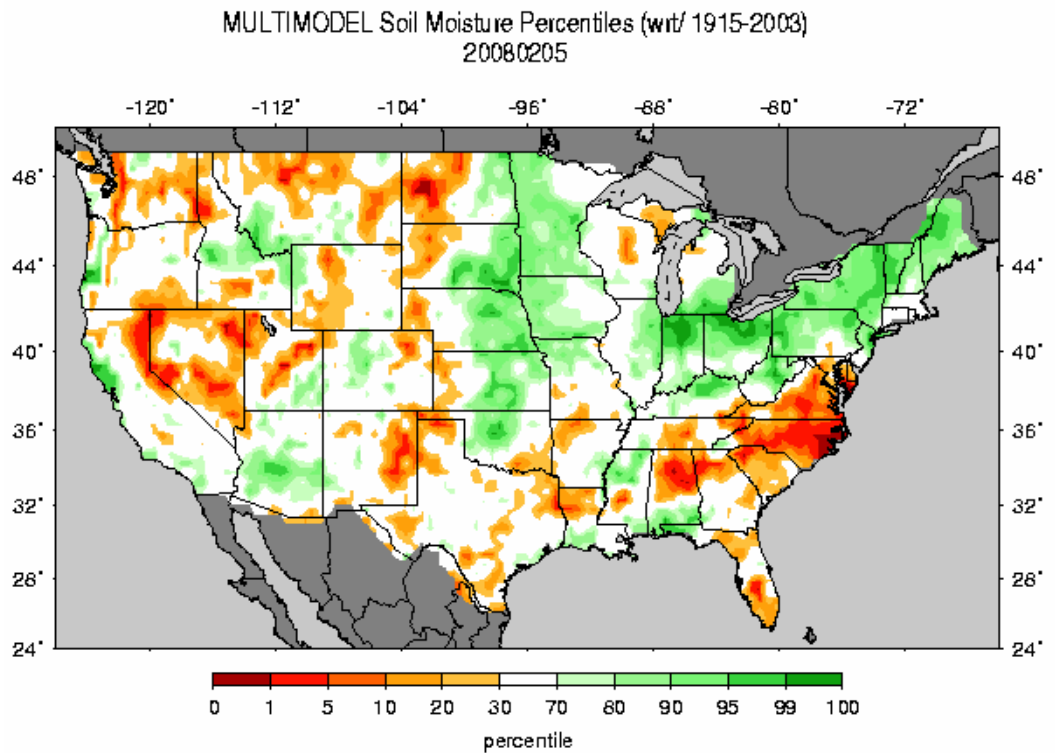 MULTIMODEL Soil Moisture Percentiles (wrt/ 1915-2003)
20080205
-120° -112° -104° -96° -88° -80° -72°
48° 48°
44° 44°
40° 40°
36° 36°
32° 32°
28° 28°
24° 24°
0 1 5 10 20 30 70 80 90 95 99 100
percentile